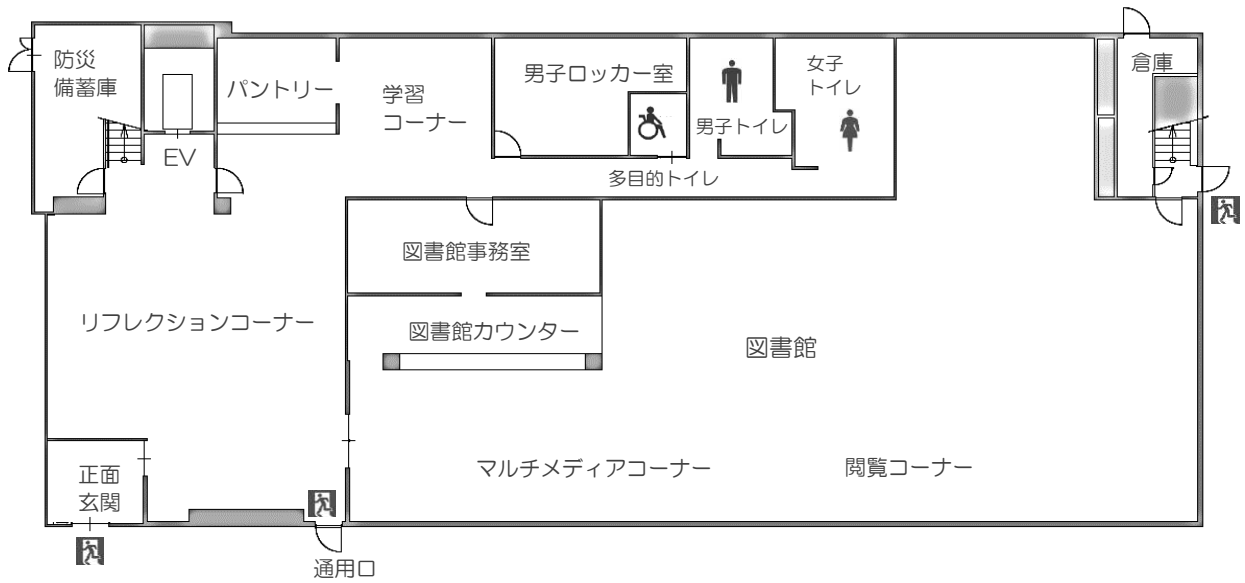 防災
備蓄庫
EV
パントリー
学習
コーナー
男子ロッカー室
男子トイレ
女子
トイレ
多目的トイレ
倉庫
図書館事務室
リフレクションコーナー
図書館カウンター
図書館
マルチメディアコーナー
閲覧コーナー
正面
玄関
通用口